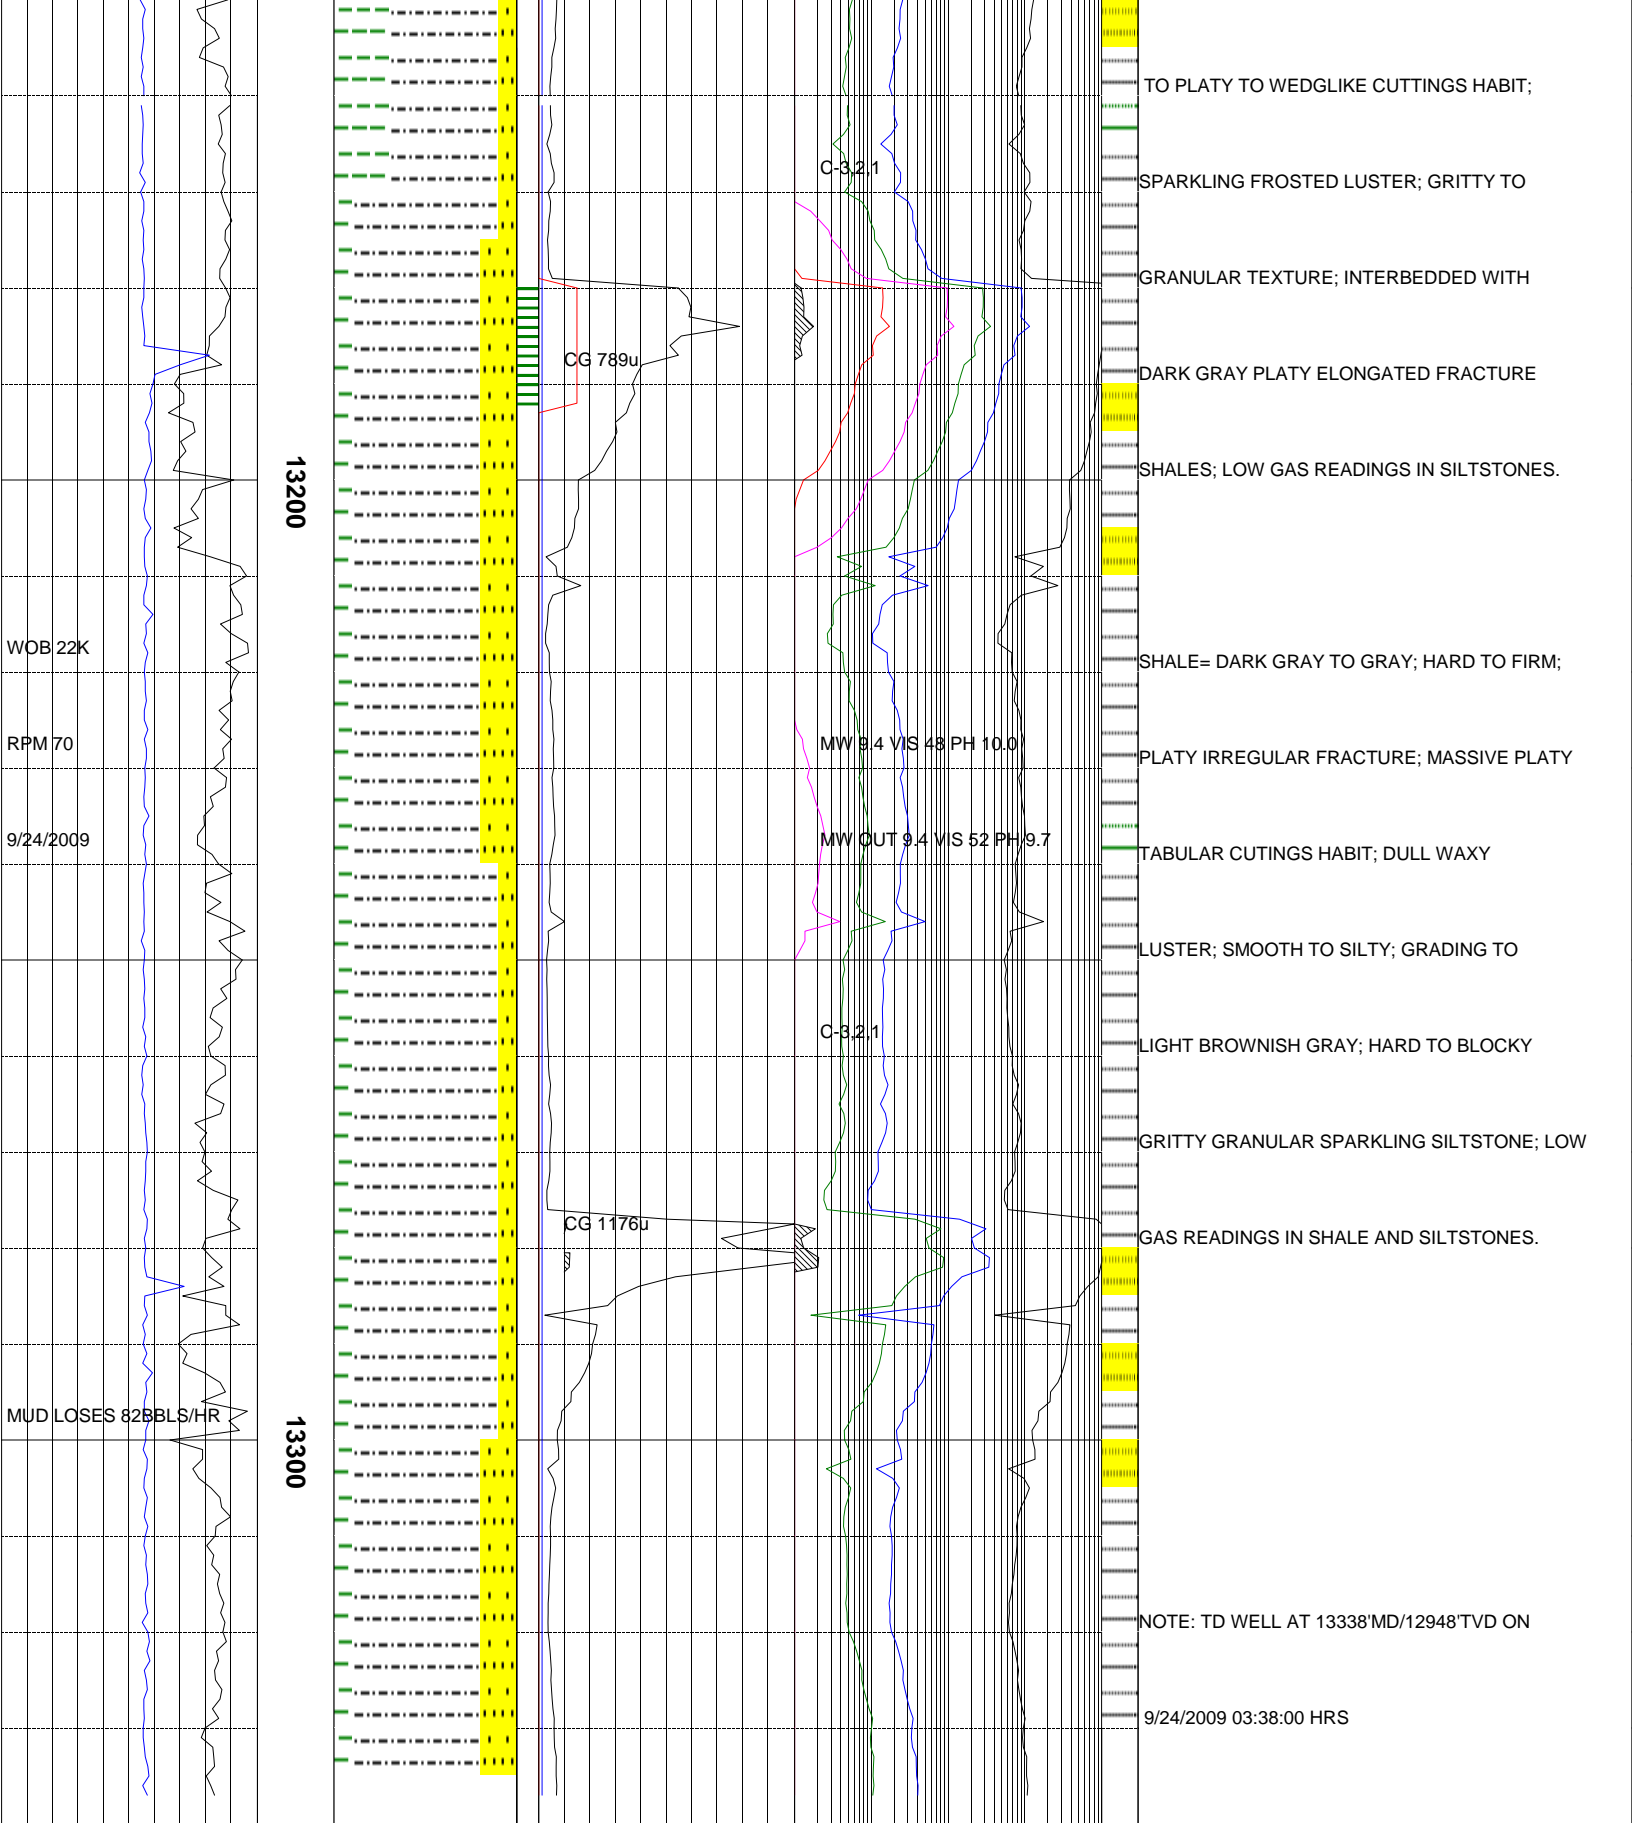 TO PLATY TO WEDGLIKE CUTTINGS HABIT;
C-3,2,1
SPARKLING FROSTED LUSTER; GRITTY TO
GRANULAR TEXTURE; INTERBEDDED WITH
CG 789u
DARK GRAY PLATY ELONGATED FRACTURE
SHALES; LOW GAS READINGS IN SILTSTONES.
13200
WOB 22K
SHALE= DARK GRAY TO GRAY; HARD TO FIRM;
RPM 70
MW 9.4 VIS 48 PH 10.0
PLATY IRREGULAR FRACTURE; MASSIVE PLATY
9/24/2009
MW OUT 9.4 VIS 52 PH 9.7
TABULAR CUTINGS HABIT; DULL WAXY
LUSTER; SMOOTH TO SILTY; GRADING TO
C-3,2,1
LIGHT BROWNISH GRAY; HARD TO BLOCKY
GRITTY GRANULAR SPARKLING SILTSTONE; LOW
CG 1176u
GAS READINGS IN SHALE AND SILTSTONES.
MUD LOSES 82BBLS/HR
13300
NOTE: TD WELL AT 13338'MD/12948'TVD ON
9/24/2009 03:38:00 HRS